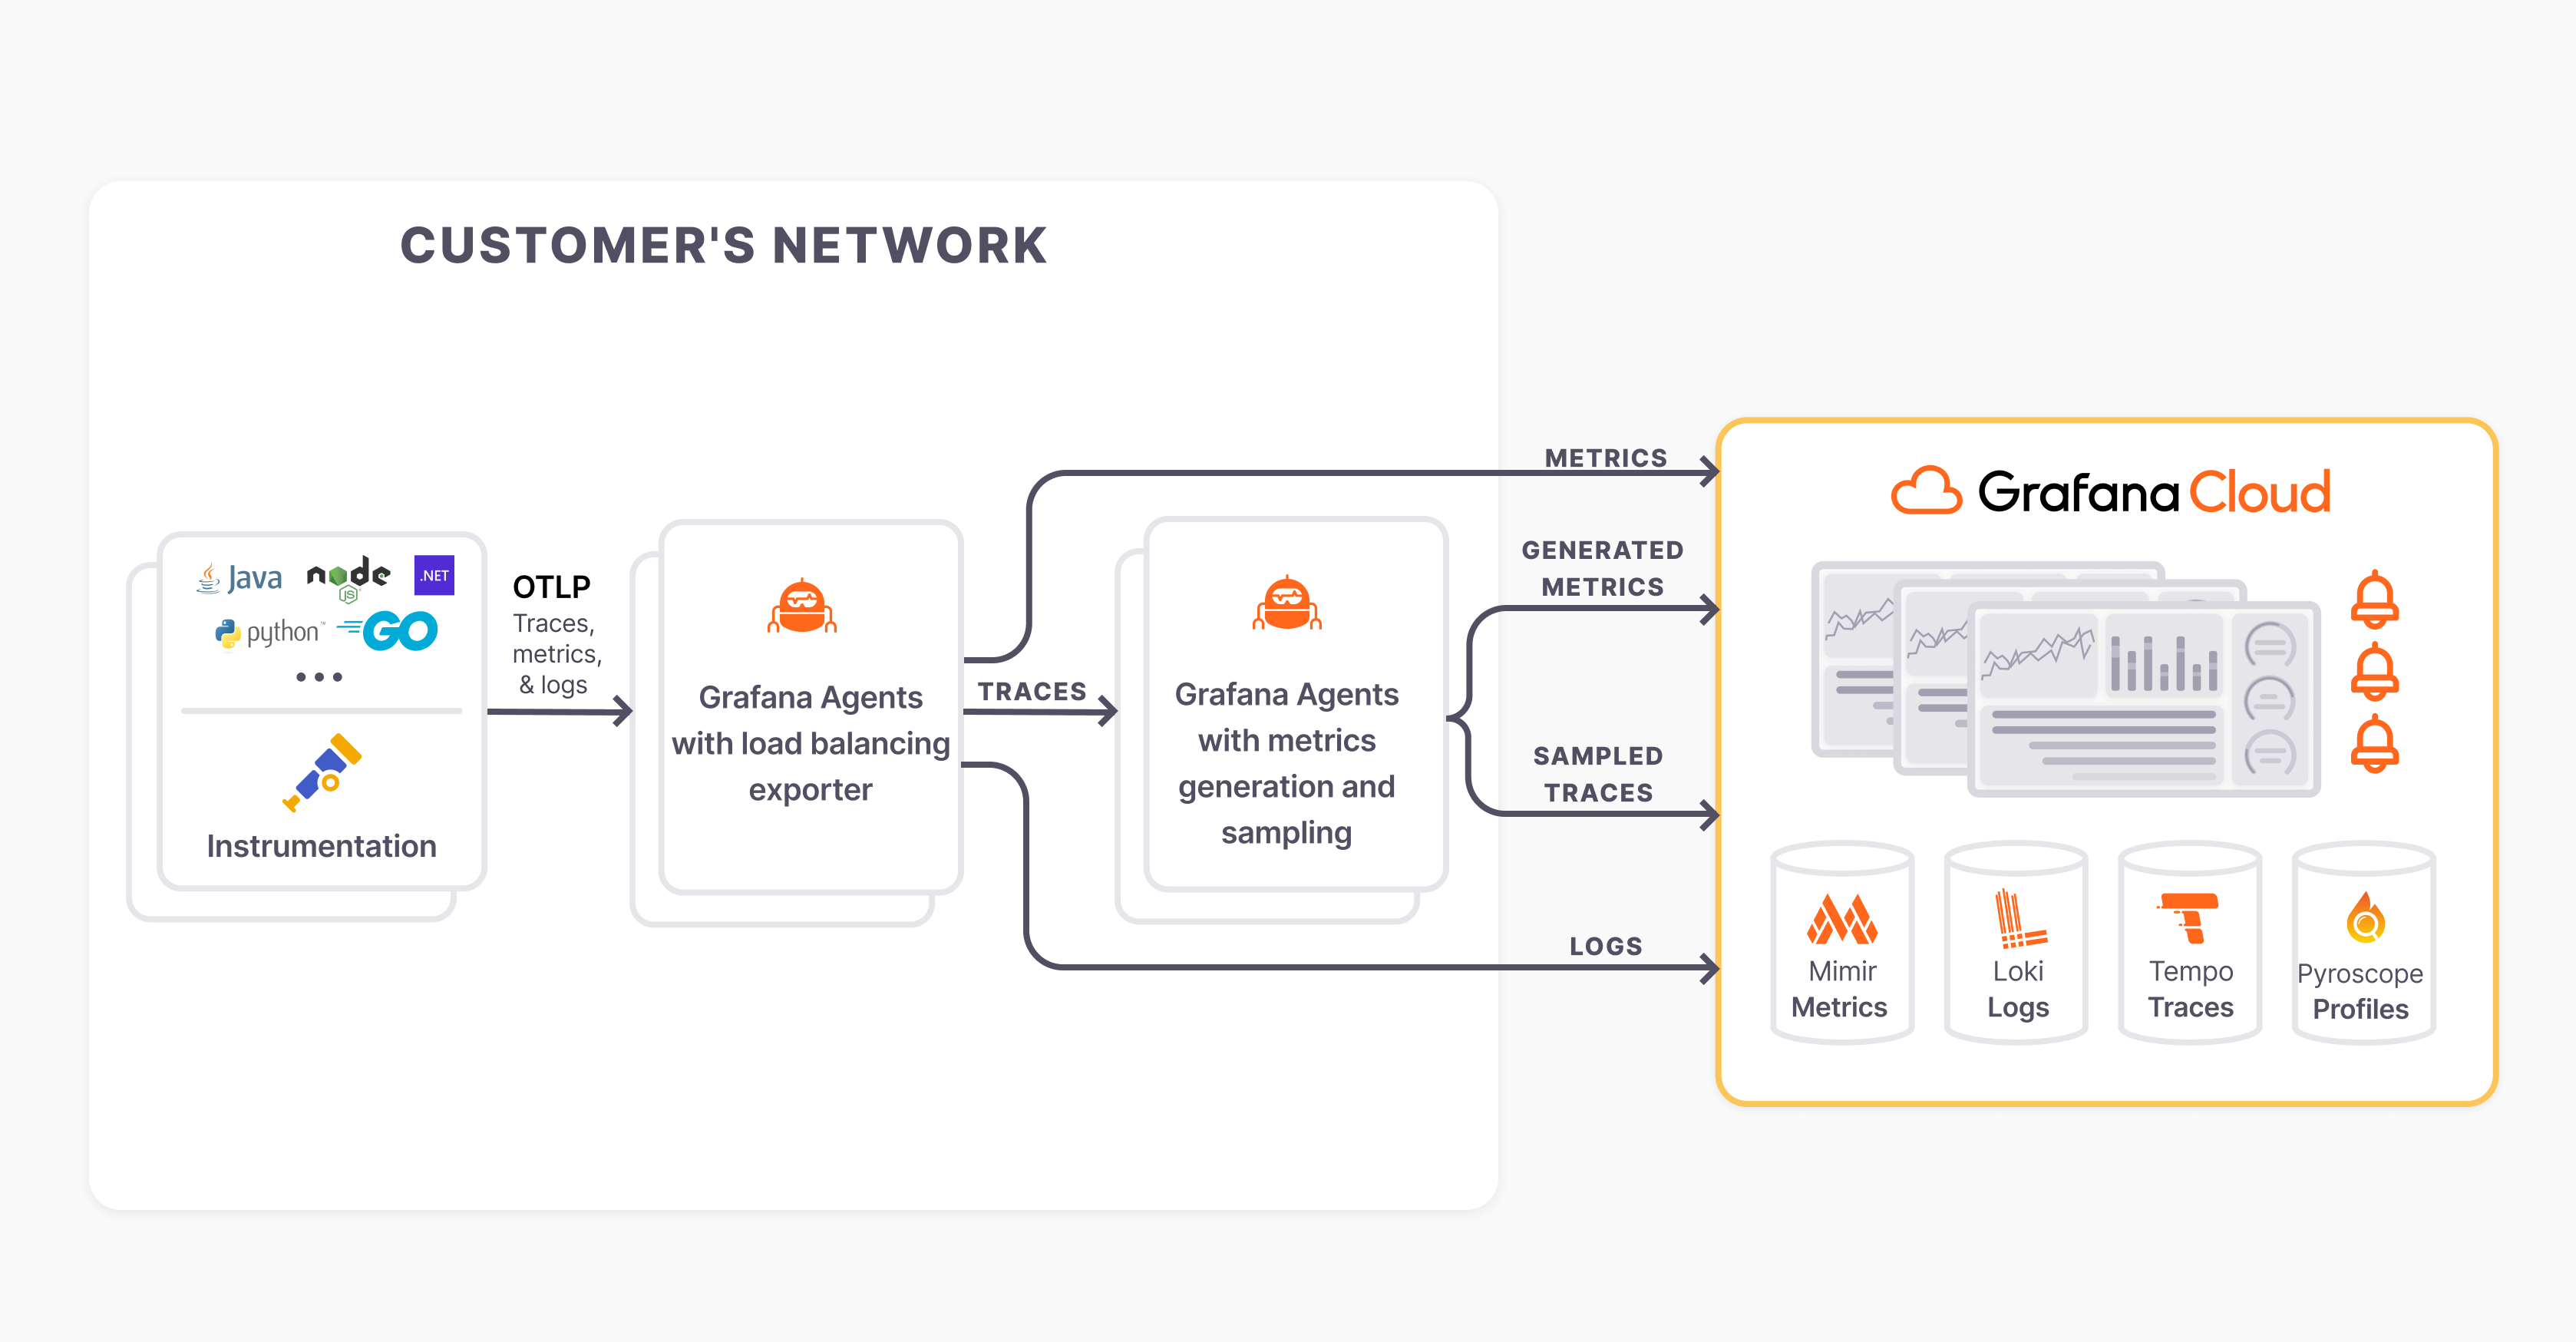 CUSTOMER'S NETWORK
Java
node
JS
.NET
python™
GO
Instrumentation
OTLP
Traces,
metrics,
& logs
Grafana Agents
with load balancing
exporter
TRACES
Grafana Agents
with metrics
generation and
sampling
METRICS
GENERATED
METRICS
SAMPLED
TRACES
LOGS
Grafana Cloud
Mimir
Metrics
Loki
Logs
Tempo
Traces
Pyroscope
Profiles